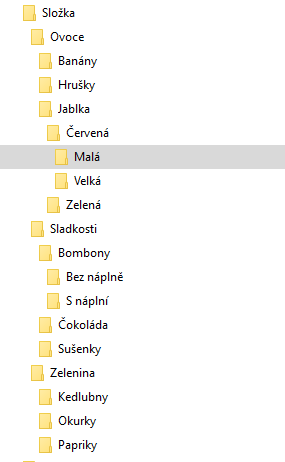 Složka
Ovoce
Banány
Hrušky
Jablka
Červená
Malá
Velká
Zelená
Sladkosti
Bombony
Bez náplně
S náplní
Čokoláda
Sušenky
Zelenina
Kedlubny
Okurky
Papriky